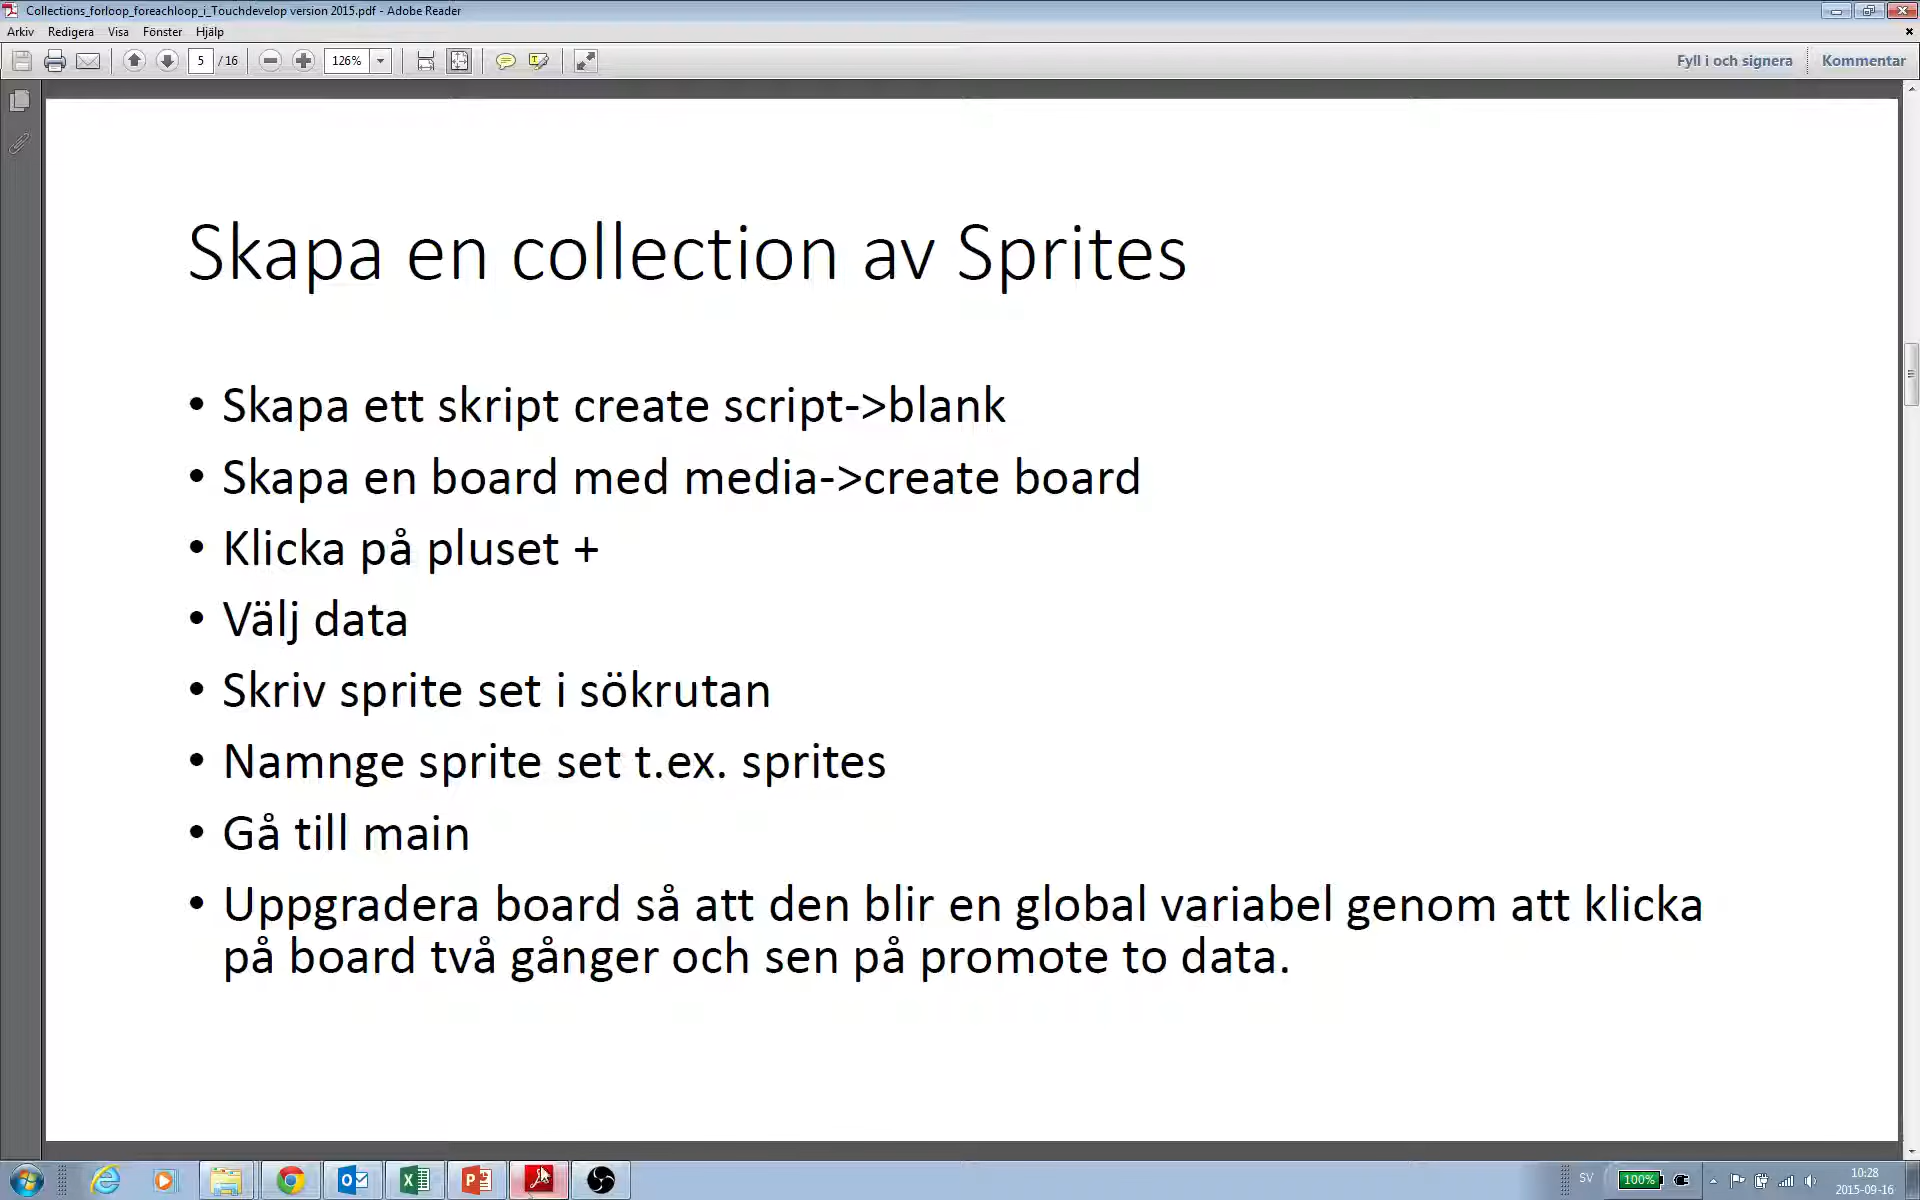 Collections_forloop_foreachloop_i_Touchdevelop version 2015.pdf - Adobe Reader
Arkiv Redigera Visa Fönster Hjälp
5 / 16 126% Fyll i och signera Kommentar
Skapa en collection av Sprites
• Skapa ett skript create script->blank
• Skapa en board med media->create board
• Klicka på pluset +
• Välj data
• Skriv sprite set i sökrutan
• Namnge sprite set t.ex. sprites
• Gå till main
• Uppgradera board så att den blir en global variabel genom att klicka
på board två gånger och sen på promote to data.
SV 100% 10:28
2015-09-16